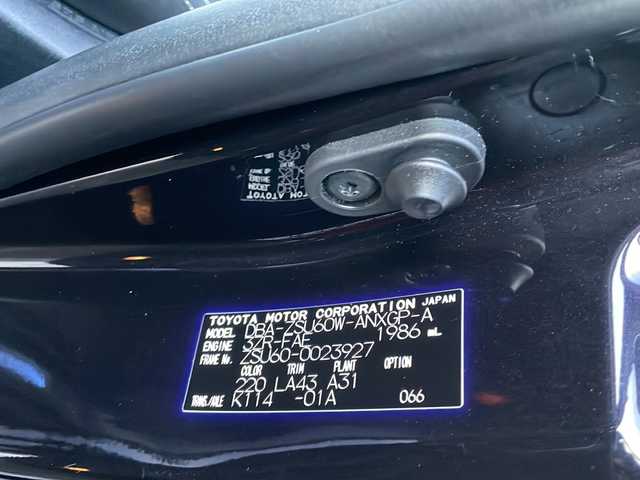 TOYOTA MOTOR CORPORATION JAPAN
MODEL DBA-ZSU60W-ANXGP-A
ENGINE 3ZR-FAE 1986 mL
FRAME No. ZSU60-0023927
COLOR TRIM PLANT OPTION
220 LA43 A31
TRANS./AXLE K114 -01A 066